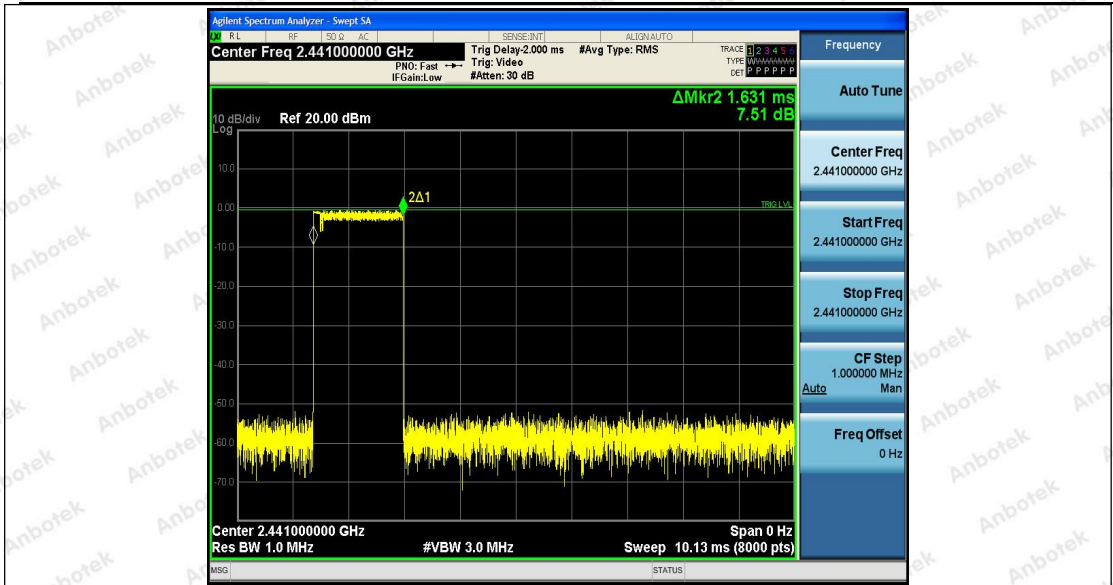 Agilent Spectrum Analyzer - Swept SA
LXI RL RF 50 Ω AC SENSE:INT ALIGNAUTO
Center Freq 2.441000000 GHz
PNO: Fast
IFGain:Low
Trig Delay-2.000 ms
Trig: Video
#Atten: 30 dB
#Avg Type: RMS
TRACE 1 2 3 4 5 6
TYPE
DET P P P P P P
ΔMkr2 1.631 ms
7.51 dB
10 dB/div
Log
Ref 20.00 dBm
10.0
0.00
-10.0
-20.0
-30.0
-40.0
-50.0
-60.0
-70.0
2Δ1
TRIG LVL
Center 2.441000000 GHz
Span 0 Hz
Res BW 1.0 MHz
#VBW 3.0 MHz
Sweep 10.13 ms (8000 pts)
MSG
STATUS
Frequency
Auto Tune
Center Freq
2.441000000 GHz
Start Freq
2.441000000 GHz
Stop Freq
2.441000000 GHz
CF Step
1.000000 MHz
Auto Man
Freq Offset
0 Hz
Anbotek